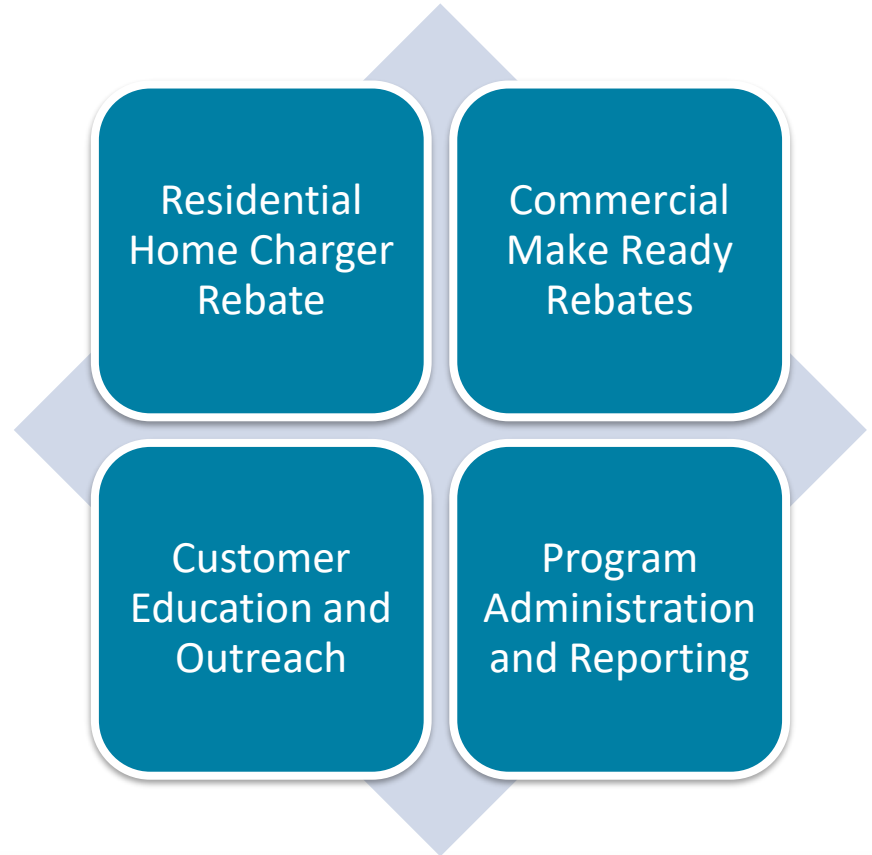 Residential
Home Charger
Rebate
Commercial
Make Ready
Rebates
Customer
Education and
Outreach
Program
Administration
and Reporting